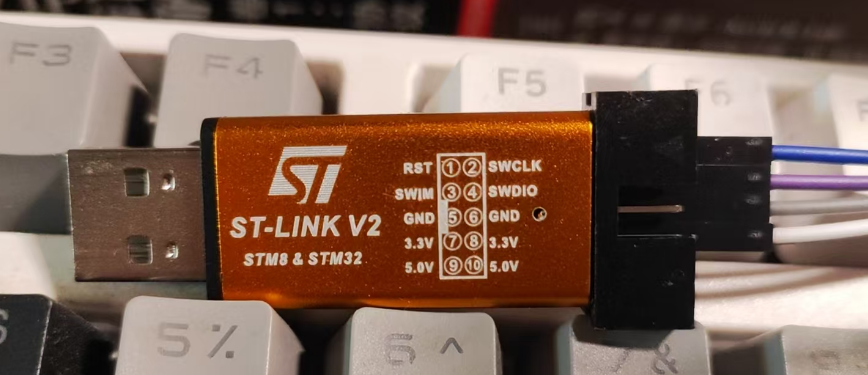 F3
F4
F5
F6
ST
ST-LINK V2
STM8 & STM32
RST 1 2 SWCLK
SWIM 3 4 SWDIO
GND 5 6 GND
3.3V 7 8 3.3V
5.0V 9 10 5.0V
5 %
6 ^
&